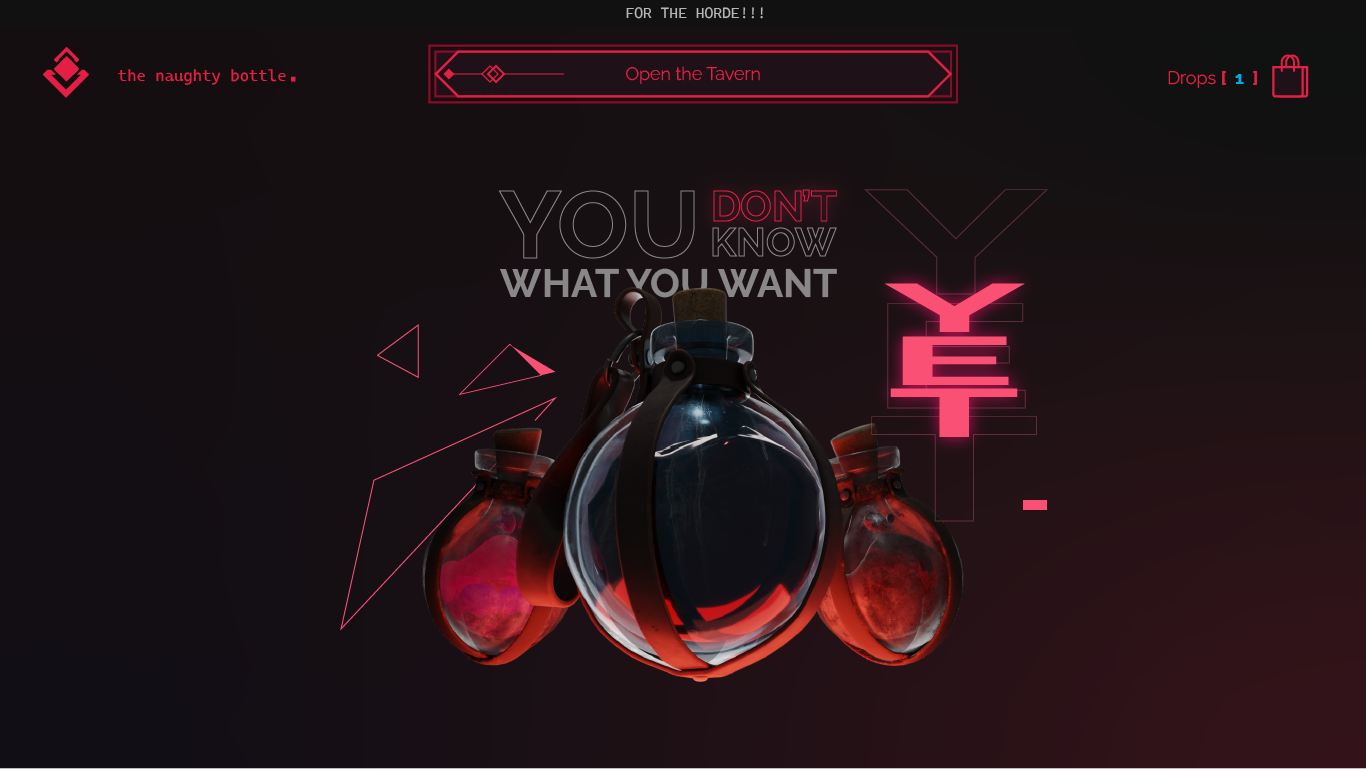 FOR THE HORDE!!!
the naughty bottle.
Open the Tavern
Drops [ 1 ]
YOU DON'T KNOW
WHAT YOU WANT
YET